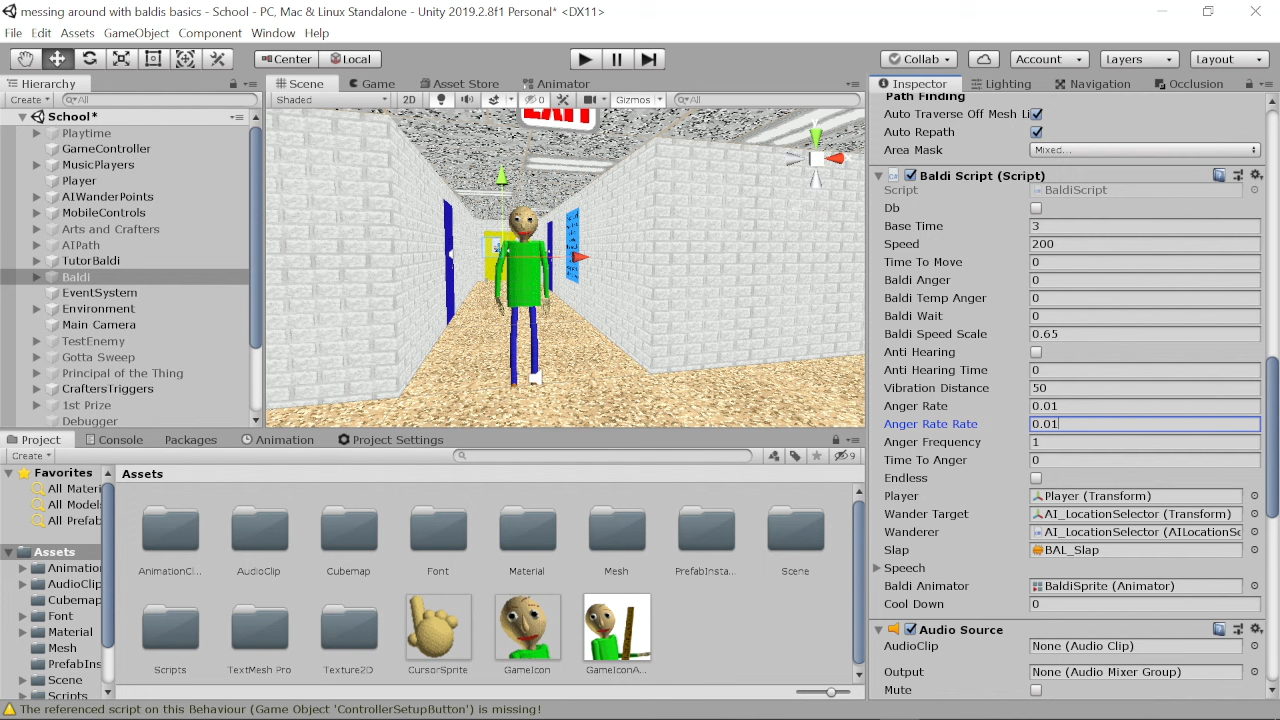 messing around with baldis basics - School - PC, Mac & Linux Standalone - Unity 2019.2.8f1 Personal* <DX11>
File Edit Assets GameObject Component Window Help
Center Local Collab Account Layers Layout
Hierarchy
Create All
School*
Playtime
GameController
MusicPlayers
Player
AIWanderPoints
MobileControls
Arts and Crafters
AIPath
TutorBaldi
Baldi
EventSystem
Environment
Main Camera
TestEnemy
Gotta Sweep
Principal of the Thing
CraftersTriggers
1st Prize
Debugger
Scene Game Asset Store Animator
Shaded 2D 0 Gizmos All
EXIT
Project Console Packages Animation Project Settings
Create 9
Favorites
All Materi
All Models
All Prefab
Assets
Animation
AudioClip
Cubemap
Font
Material
Mesh
PrefabIns
Scene
Scripts
Assets
AnimationCl... AudioClip Cubemap Font Material Mesh PrefabInsta... Scene
Scripts TextMesh Pro Texture2D CursorSprite GameIcon GameIconA...
Inspector Lighting Navigation Occlusion
Path Finding
Auto Traverse Off Mesh Li
Auto Repath
Area Mask Mixed...
Baldi Script (Script)
Script BaldiScript
Db
Base Time 3
Speed 200
Time To Move 0
Baldi Anger 0
Baldi Temp Anger 0
Baldi Wait 0
Baldi Speed Scale 0.65
Anti Hearing
Anti Hearing Time 0
Vibration Distance 50
Anger Rate 0.01
Anger Rate Rate 0.01
Anger Frequency 1
Time To Anger 0
Endless
Player Player (Transform)
Wander Target AI_LocationSelector (Transform)
Wanderer AI_LocationSelector (AILocationSe
Slap BAL_Slap
Speech
Baldi Animator BaldiSprite (Animator)
Cool Down 0
Audio Source
AudioClip None (Audio Clip)
Output None (Audio Mixer Group)
Mute
The referenced script on this Behaviour (Game Object 'ControllerSetupButton') is missing!